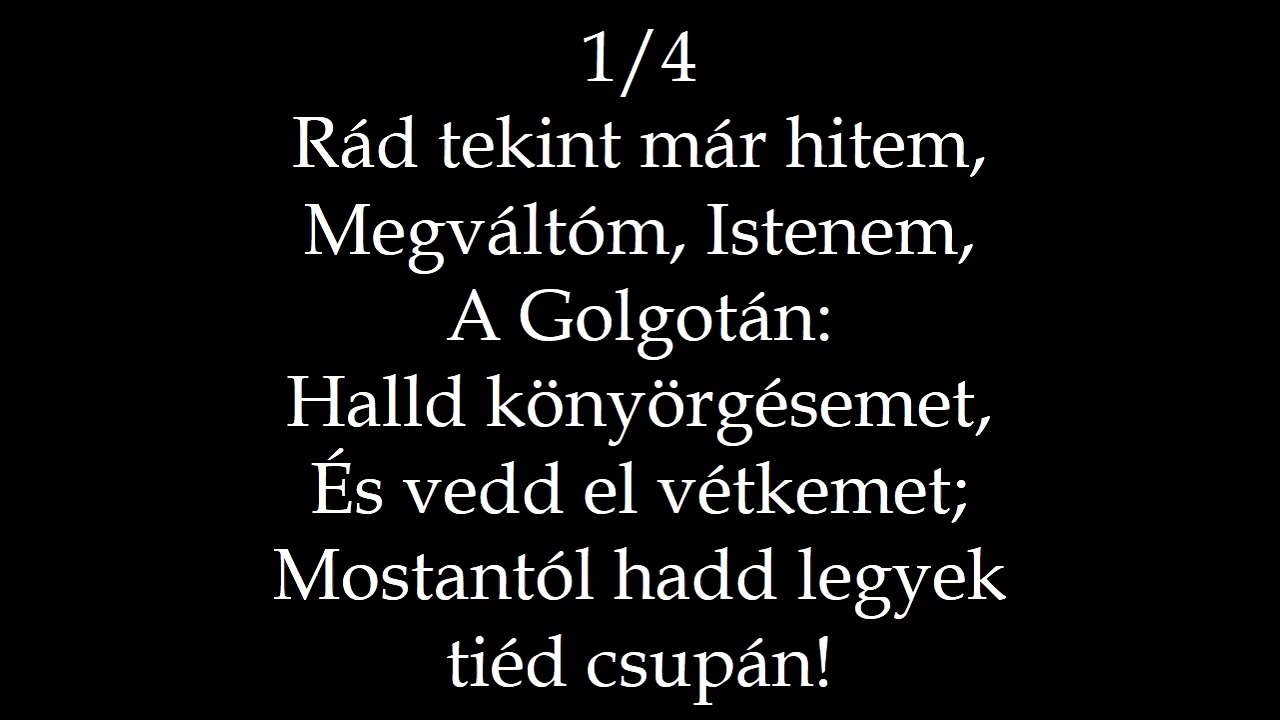 1/4
Rád tekint már hitem,
Megváltóm, Istenem,
A Golgotán:
Halld könyörgésemet,
És vedd el vétkemet;
Mostantól hadd legyek
tiéd csupán!